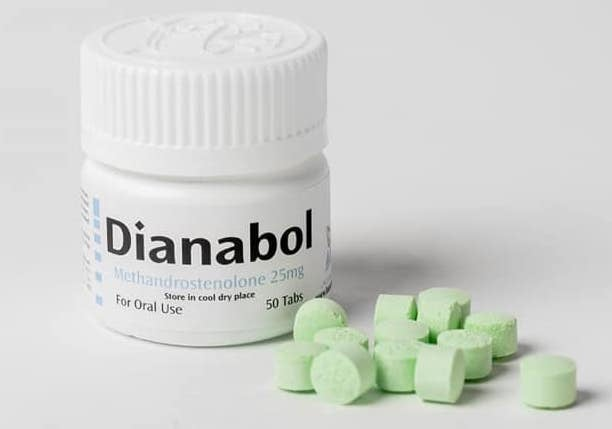 Dianabol
Methandrostenolone 25mg
Store in cool dry place
For Oral Use 50 Tabs